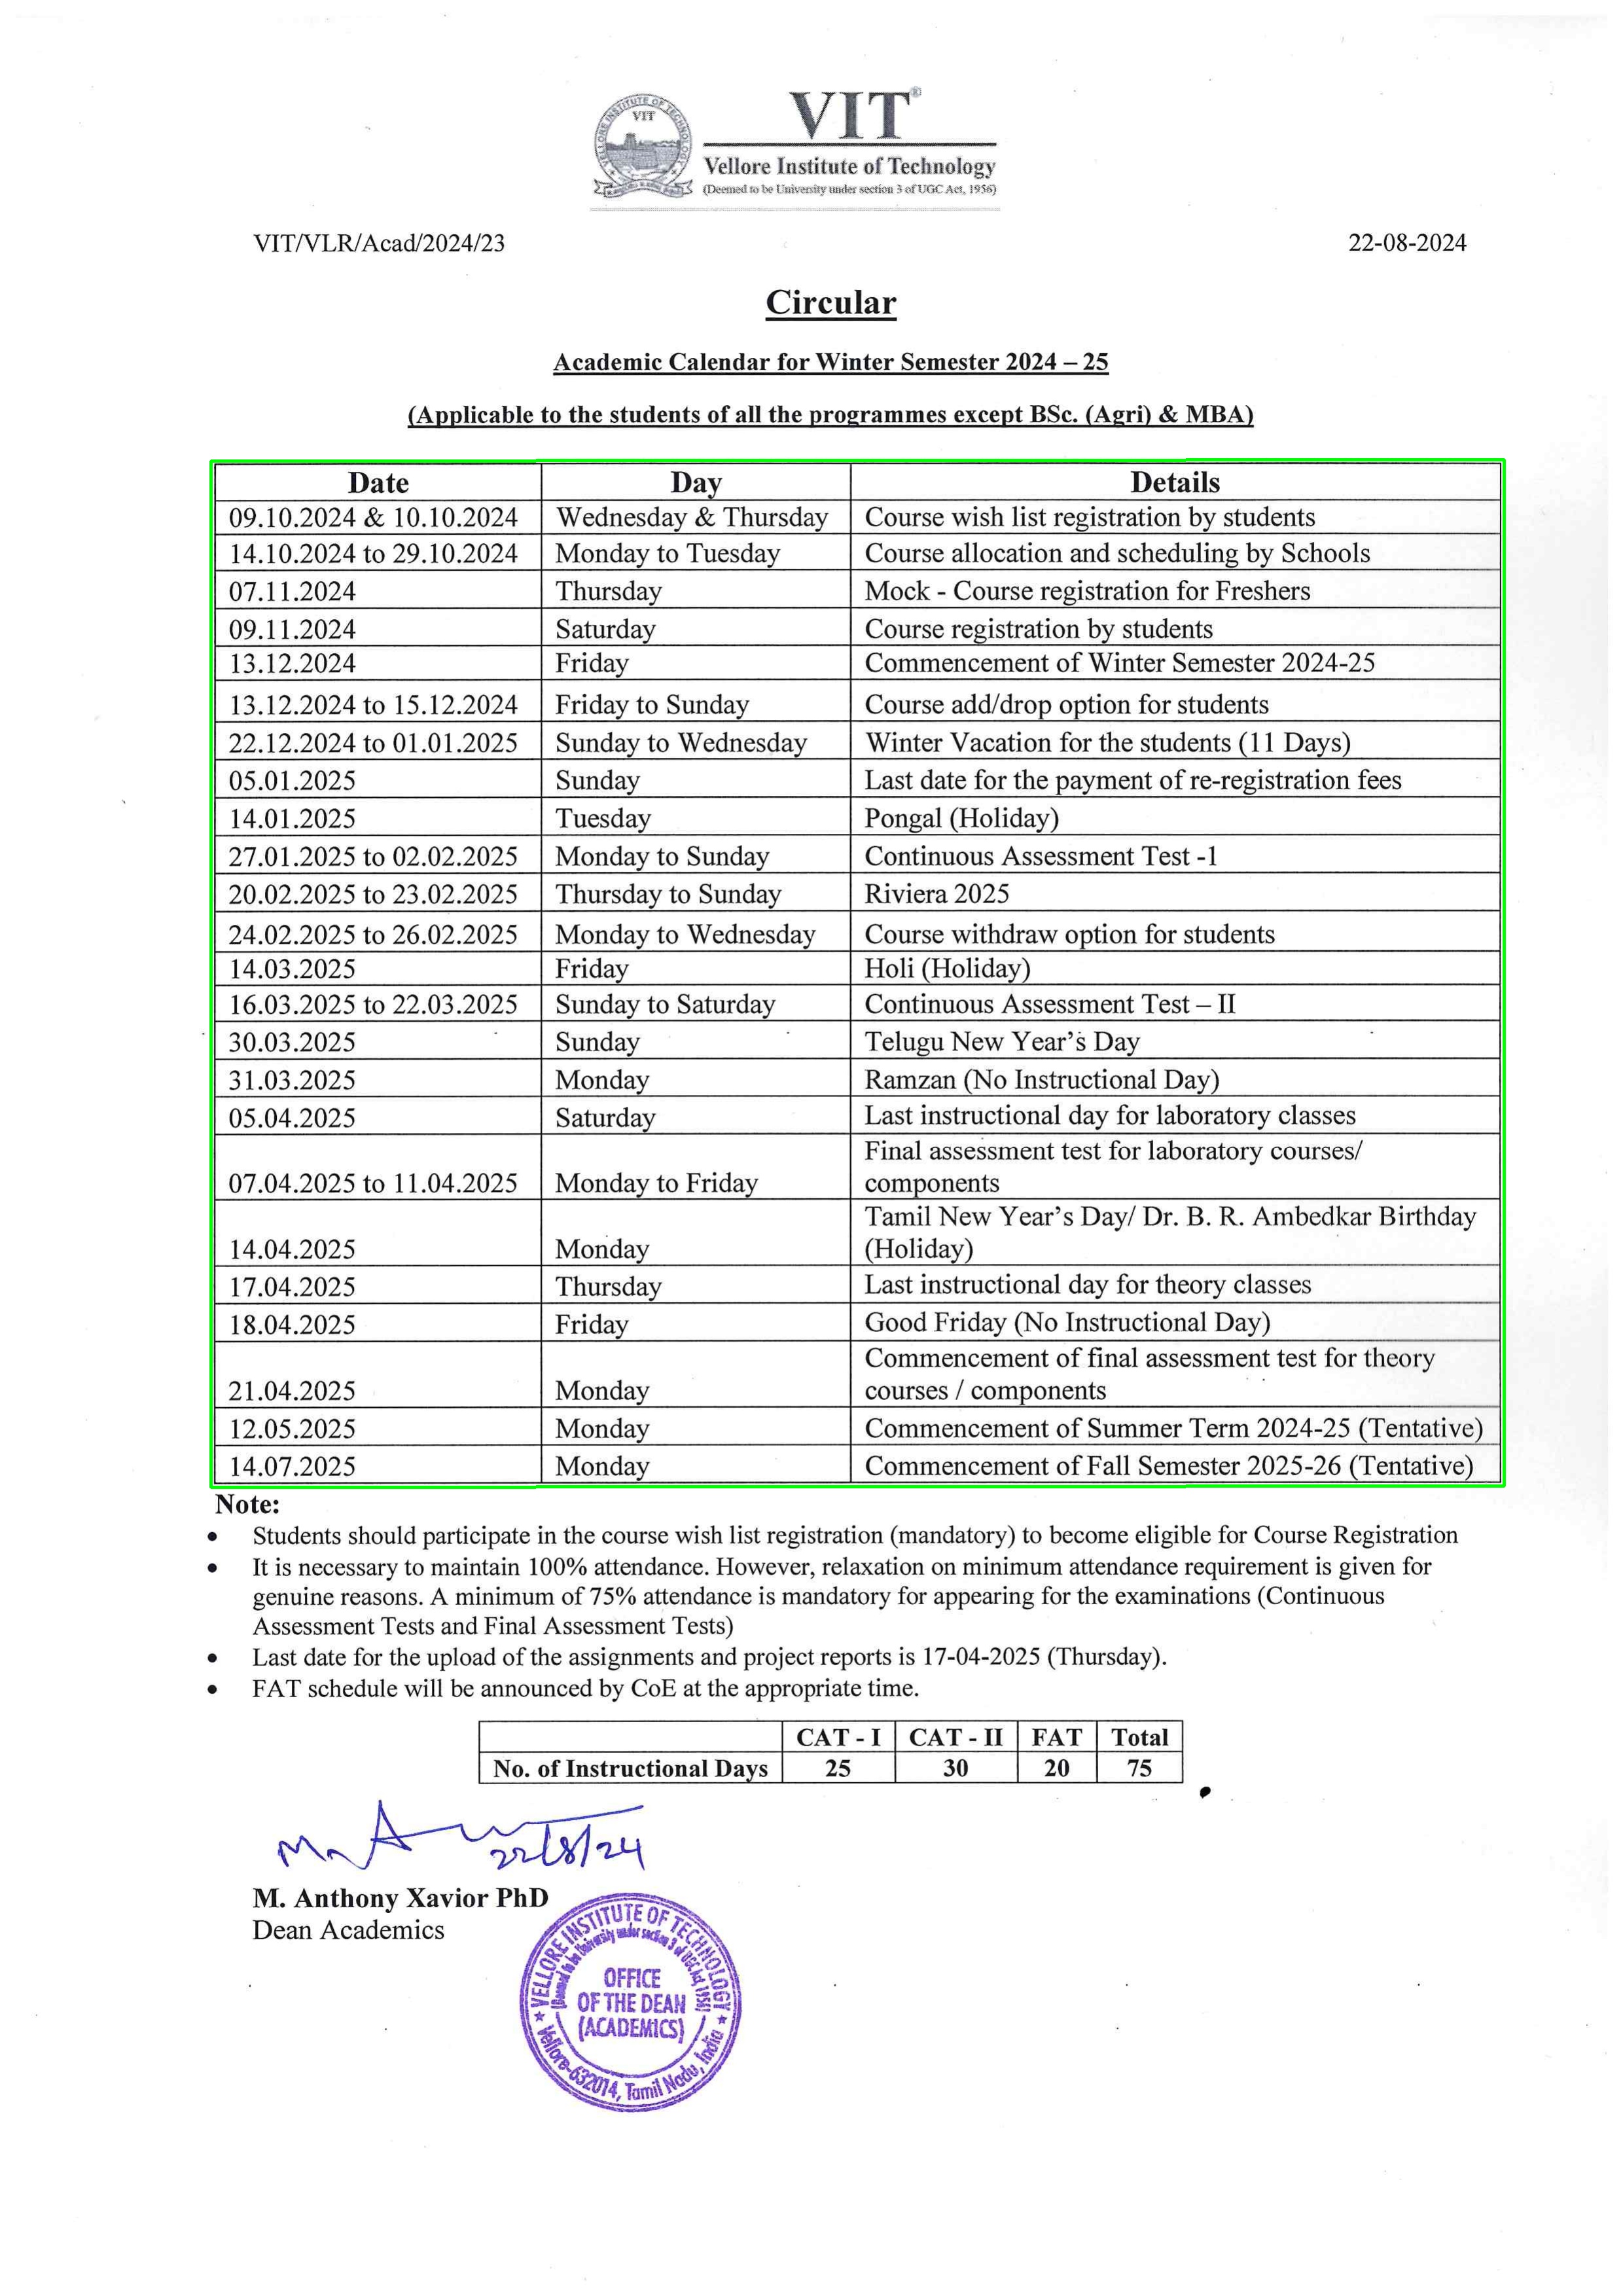 VIT®
Vellore Institute of Technology
(Deemed to be University under section 3 of UGC Act, 1956)
VELLORE INSTITUTE OF TECHNOLOGY
VIT
VIT/VLR/Acad/2024/23 22-08-2024
Circular
Academic Calendar for Winter Semester 2024 – 25
(Applicable to the students of all the programmes except BSc. (Agri) & MBA)
Date Day Details
09.10.2024 & 10.10.2024 Wednesday & Thursday Course wish list registration by students
14.10.2024 to 29.10.2024 Monday to Tuesday Course allocation and scheduling by Schools
07.11.2024 Thursday Mock - Course registration for Freshers
09.11.2024 Saturday Course registration by students
13.12.2024 Friday Commencement of Winter Semester 2024-25
13.12.2024 to 15.12.2024 Friday to Sunday Course add/drop option for students
22.12.2024 to 01.01.2025 Sunday to Wednesday Winter Vacation for the students (11 Days)
05.01.2025 Sunday Last date for the payment of re-registration fees
14.01.2025 Tuesday Pongal (Holiday)
27.01.2025 to 02.02.2025 Monday to Sunday Continuous Assessment Test -1
20.02.2025 to 23.02.2025 Thursday to Sunday Riviera 2025
24.02.2025 to 26.02.2025 Monday to Wednesday Course withdraw option for students
14.03.2025 Friday Holi (Holiday)
16.03.2025 to 22.03.2025 Sunday to Saturday Continuous Assessment Test – II
30.03.2025 Sunday Telugu New Year's Day
31.03.2025 Monday Ramzan (No Instructional Day)
05.04.2025 Saturday Last instructional day for laboratory classes
Final assessment test for laboratory courses/
07.04.2025 to 11.04.2025 Monday to Friday components
Tamil New Year's Day/ Dr. B. R. Ambedkar Birthday
14.04.2025 Monday (Holiday)
17.04.2025 Thursday Last instructional day for theory classes
18.04.2025 Friday Good Friday (No Instructional Day)
Commencement of final assessment test for theory
21.04.2025 Monday courses / components
12.05.2025 Monday Commencement of Summer Term 2024-25 (Tentative)
14.07.2025 Monday Commencement of Fall Semester 2025-26 (Tentative)
Note:
• Students should participate in the course wish list registration (mandatory) to become eligible for Course Registration
• It is necessary to maintain 100% attendance. However, relaxation on minimum attendance requirement is given for
genuine reasons. A minimum of 75% attendance is mandatory for appearing for the examinations (Continuous
Assessment Tests and Final Assessment Tests)
• Last date for the upload of the assignments and project reports is 17-04-2025 (Thursday).
• FAT schedule will be announced by CoE at the appropriate time.
CAT - I CAT - II FAT Total
No. of Instructional Days 25 30 20 75
22/8/24
M. Anthony Xavior PhD
Dean Academics
VELLORE INSTITUTE OF TECHNOLOGY
(Deemed to be University under section 3 of UGC Act, 1956)
OFFICE
OF THE DEAN
(ACADEMICS)
Vellore-632014, Tamil Nadu, India